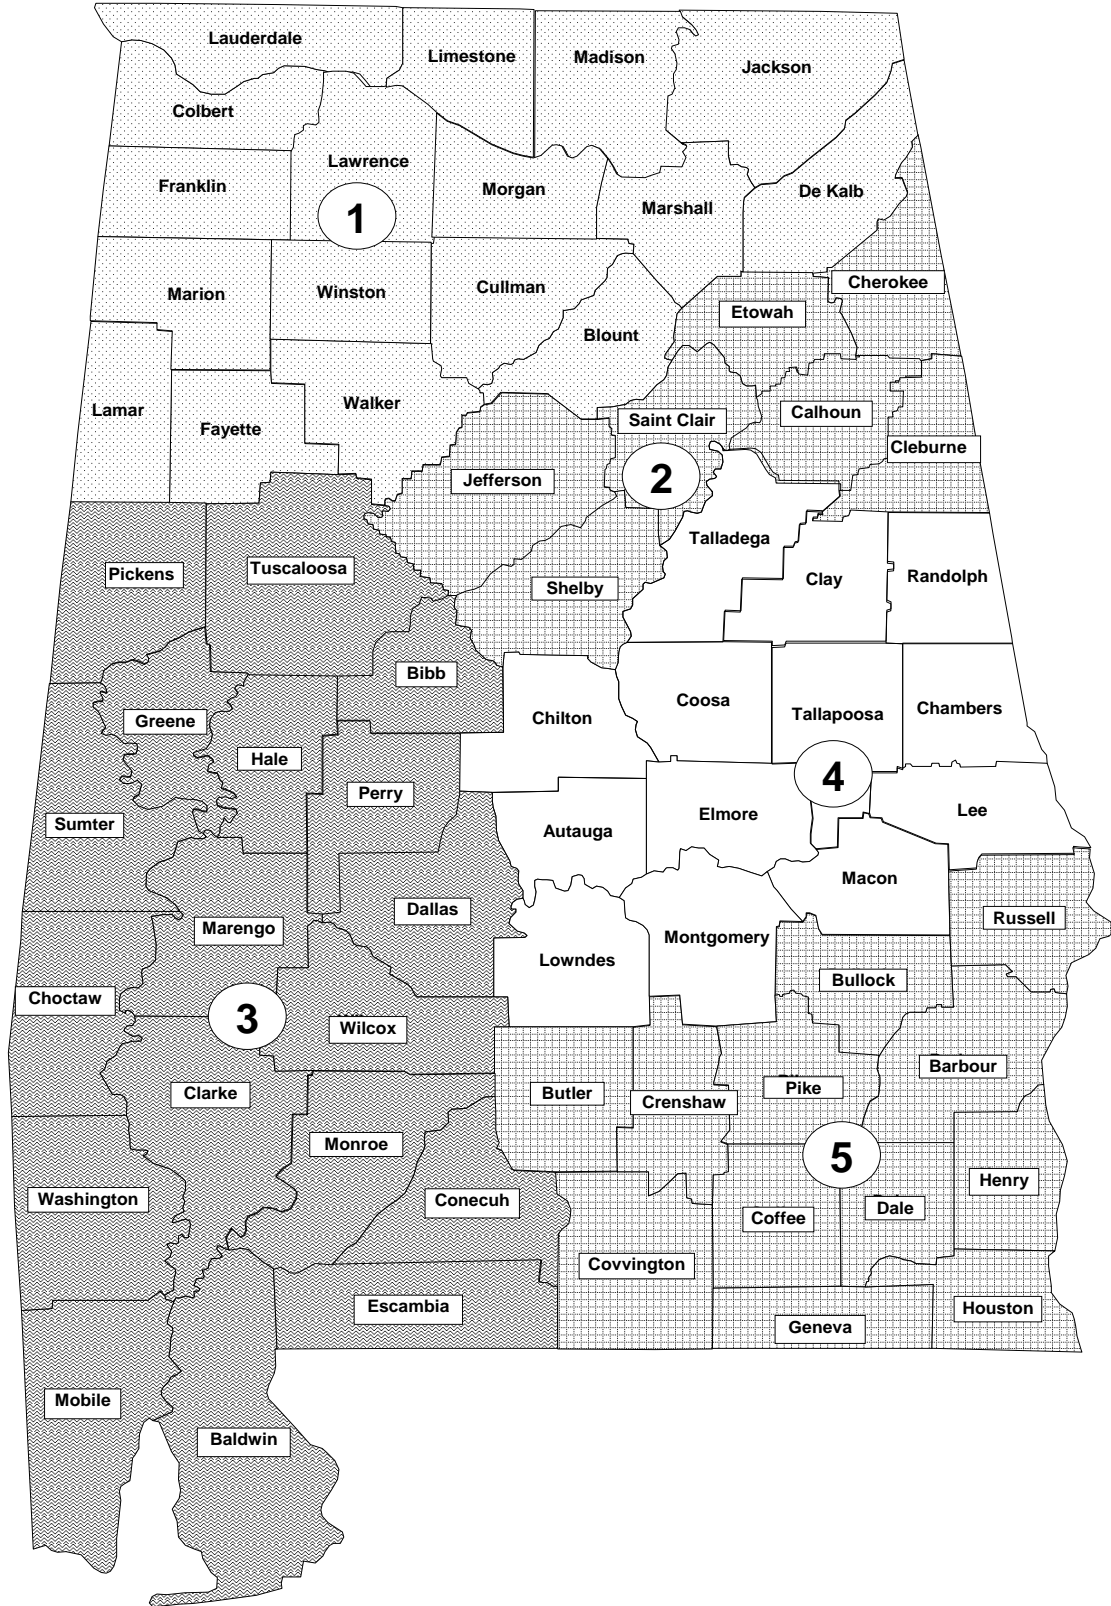 Lauderdale
Limestone
Madison
Jackson
Colbert
Lawrence
Franklin
Morgan
De Kalb
Marshall
1
Cherokee
Marion
Winston
Cullman
Etowah
Blount
Lamar
Walker
Calhoun
Saint Clair
Fayette
Cleburne
Jefferson
2
Talladega
Pickens
Tuscaloosa
Shelby
Clay
Randolph
Bibb
Coosa
Chambers
Greene
Chilton
Tallapoosa
Hale
4
Perry
Sumter
Autauga
Elmore
Lee
Macon
Dallas
Russell
Marengo
Montgomery
Lowndes
Bullock
Choctaw
3
Wilcox
Barbour
Clarke
Butler
Crenshaw
Pike
Monroe
5
Washington
Conecuh
Henry
Coffee
Dale
Covvington
Escambia
Houston
Geneva
Mobile
Baldwin